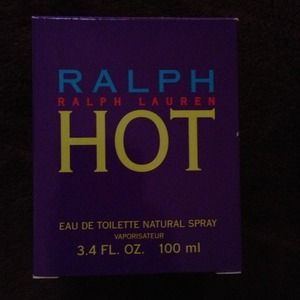 RALPH
RALPH LAUREN
HOT
EAU DE TOILETTE NATURAL SPRAY
VAPORISATEUR
3.4 FL. OZ. 100 ml